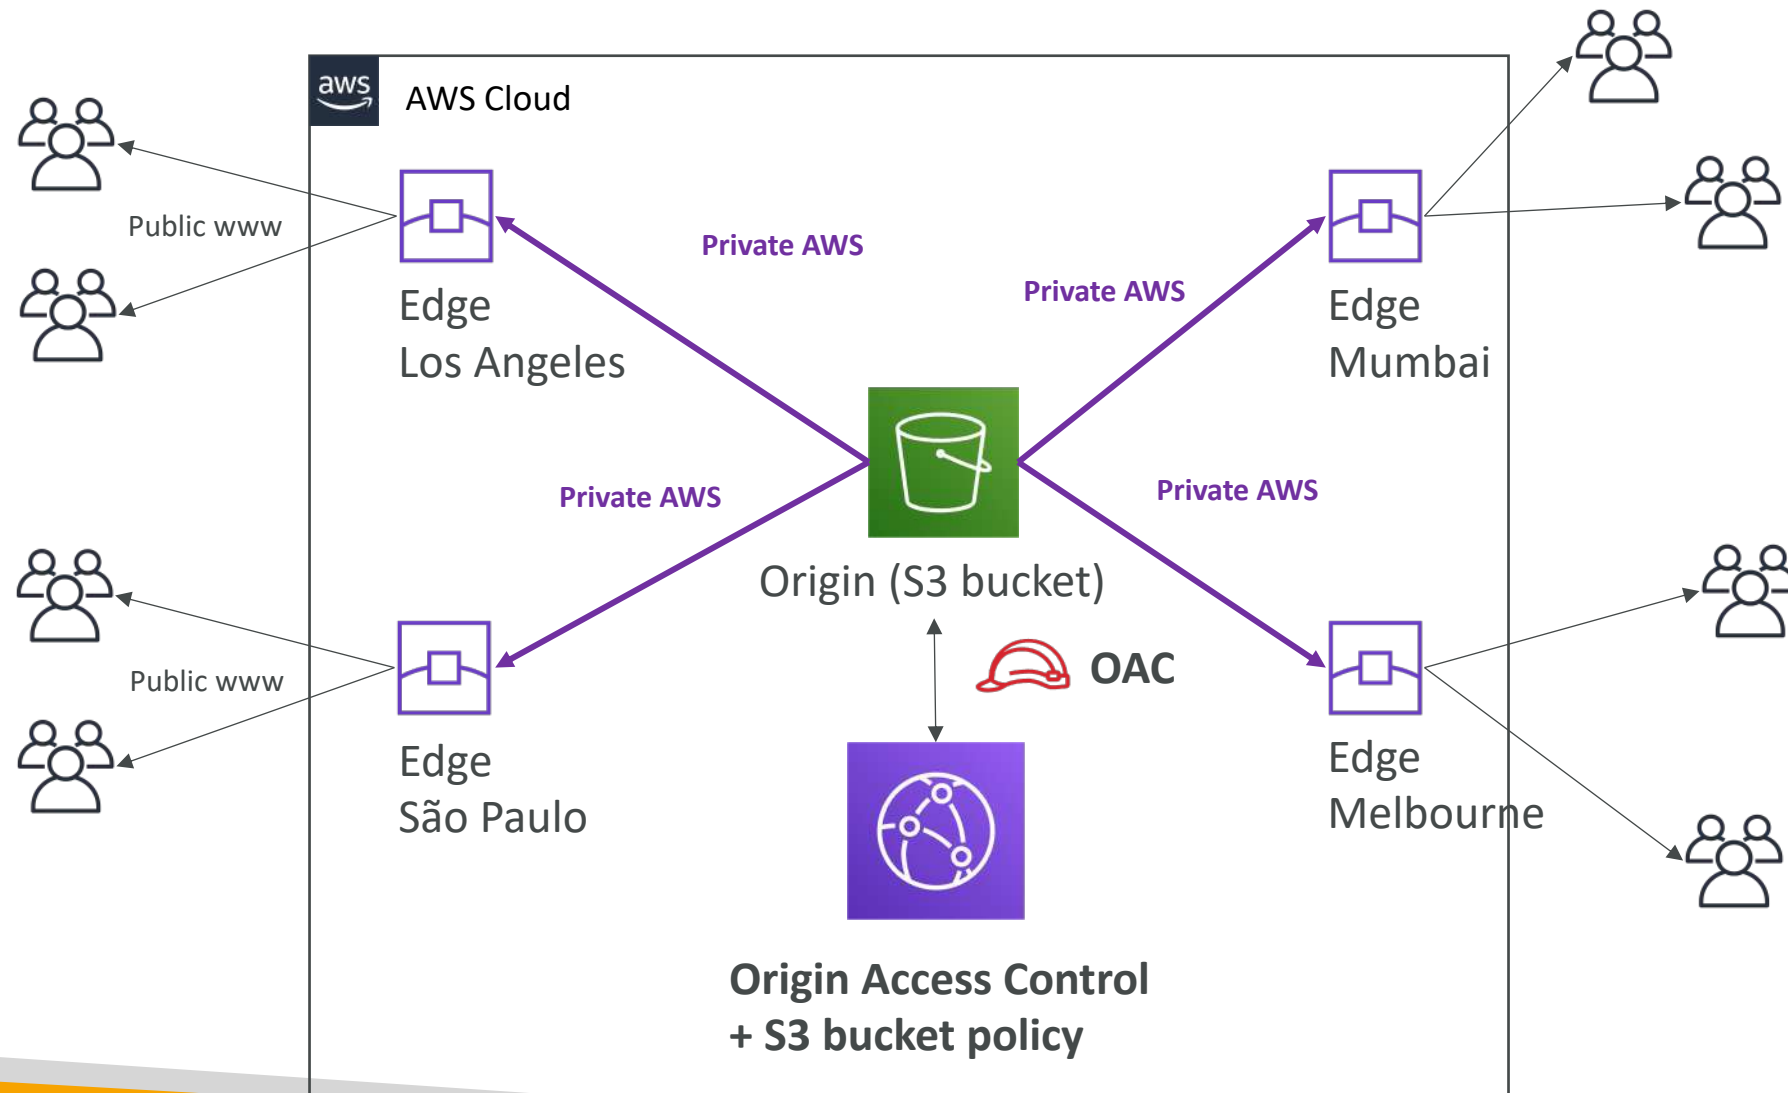 aws
AWS Cloud
Public www
Private AWS
Private AWS
Edge
Los Angeles
Edge
Mumbai
Private AWS
Private AWS
Origin (S3 bucket)
OAC
Public www
Edge
São Paulo
Edge
Melbourne
Origin Access Control
+ S3 bucket policy